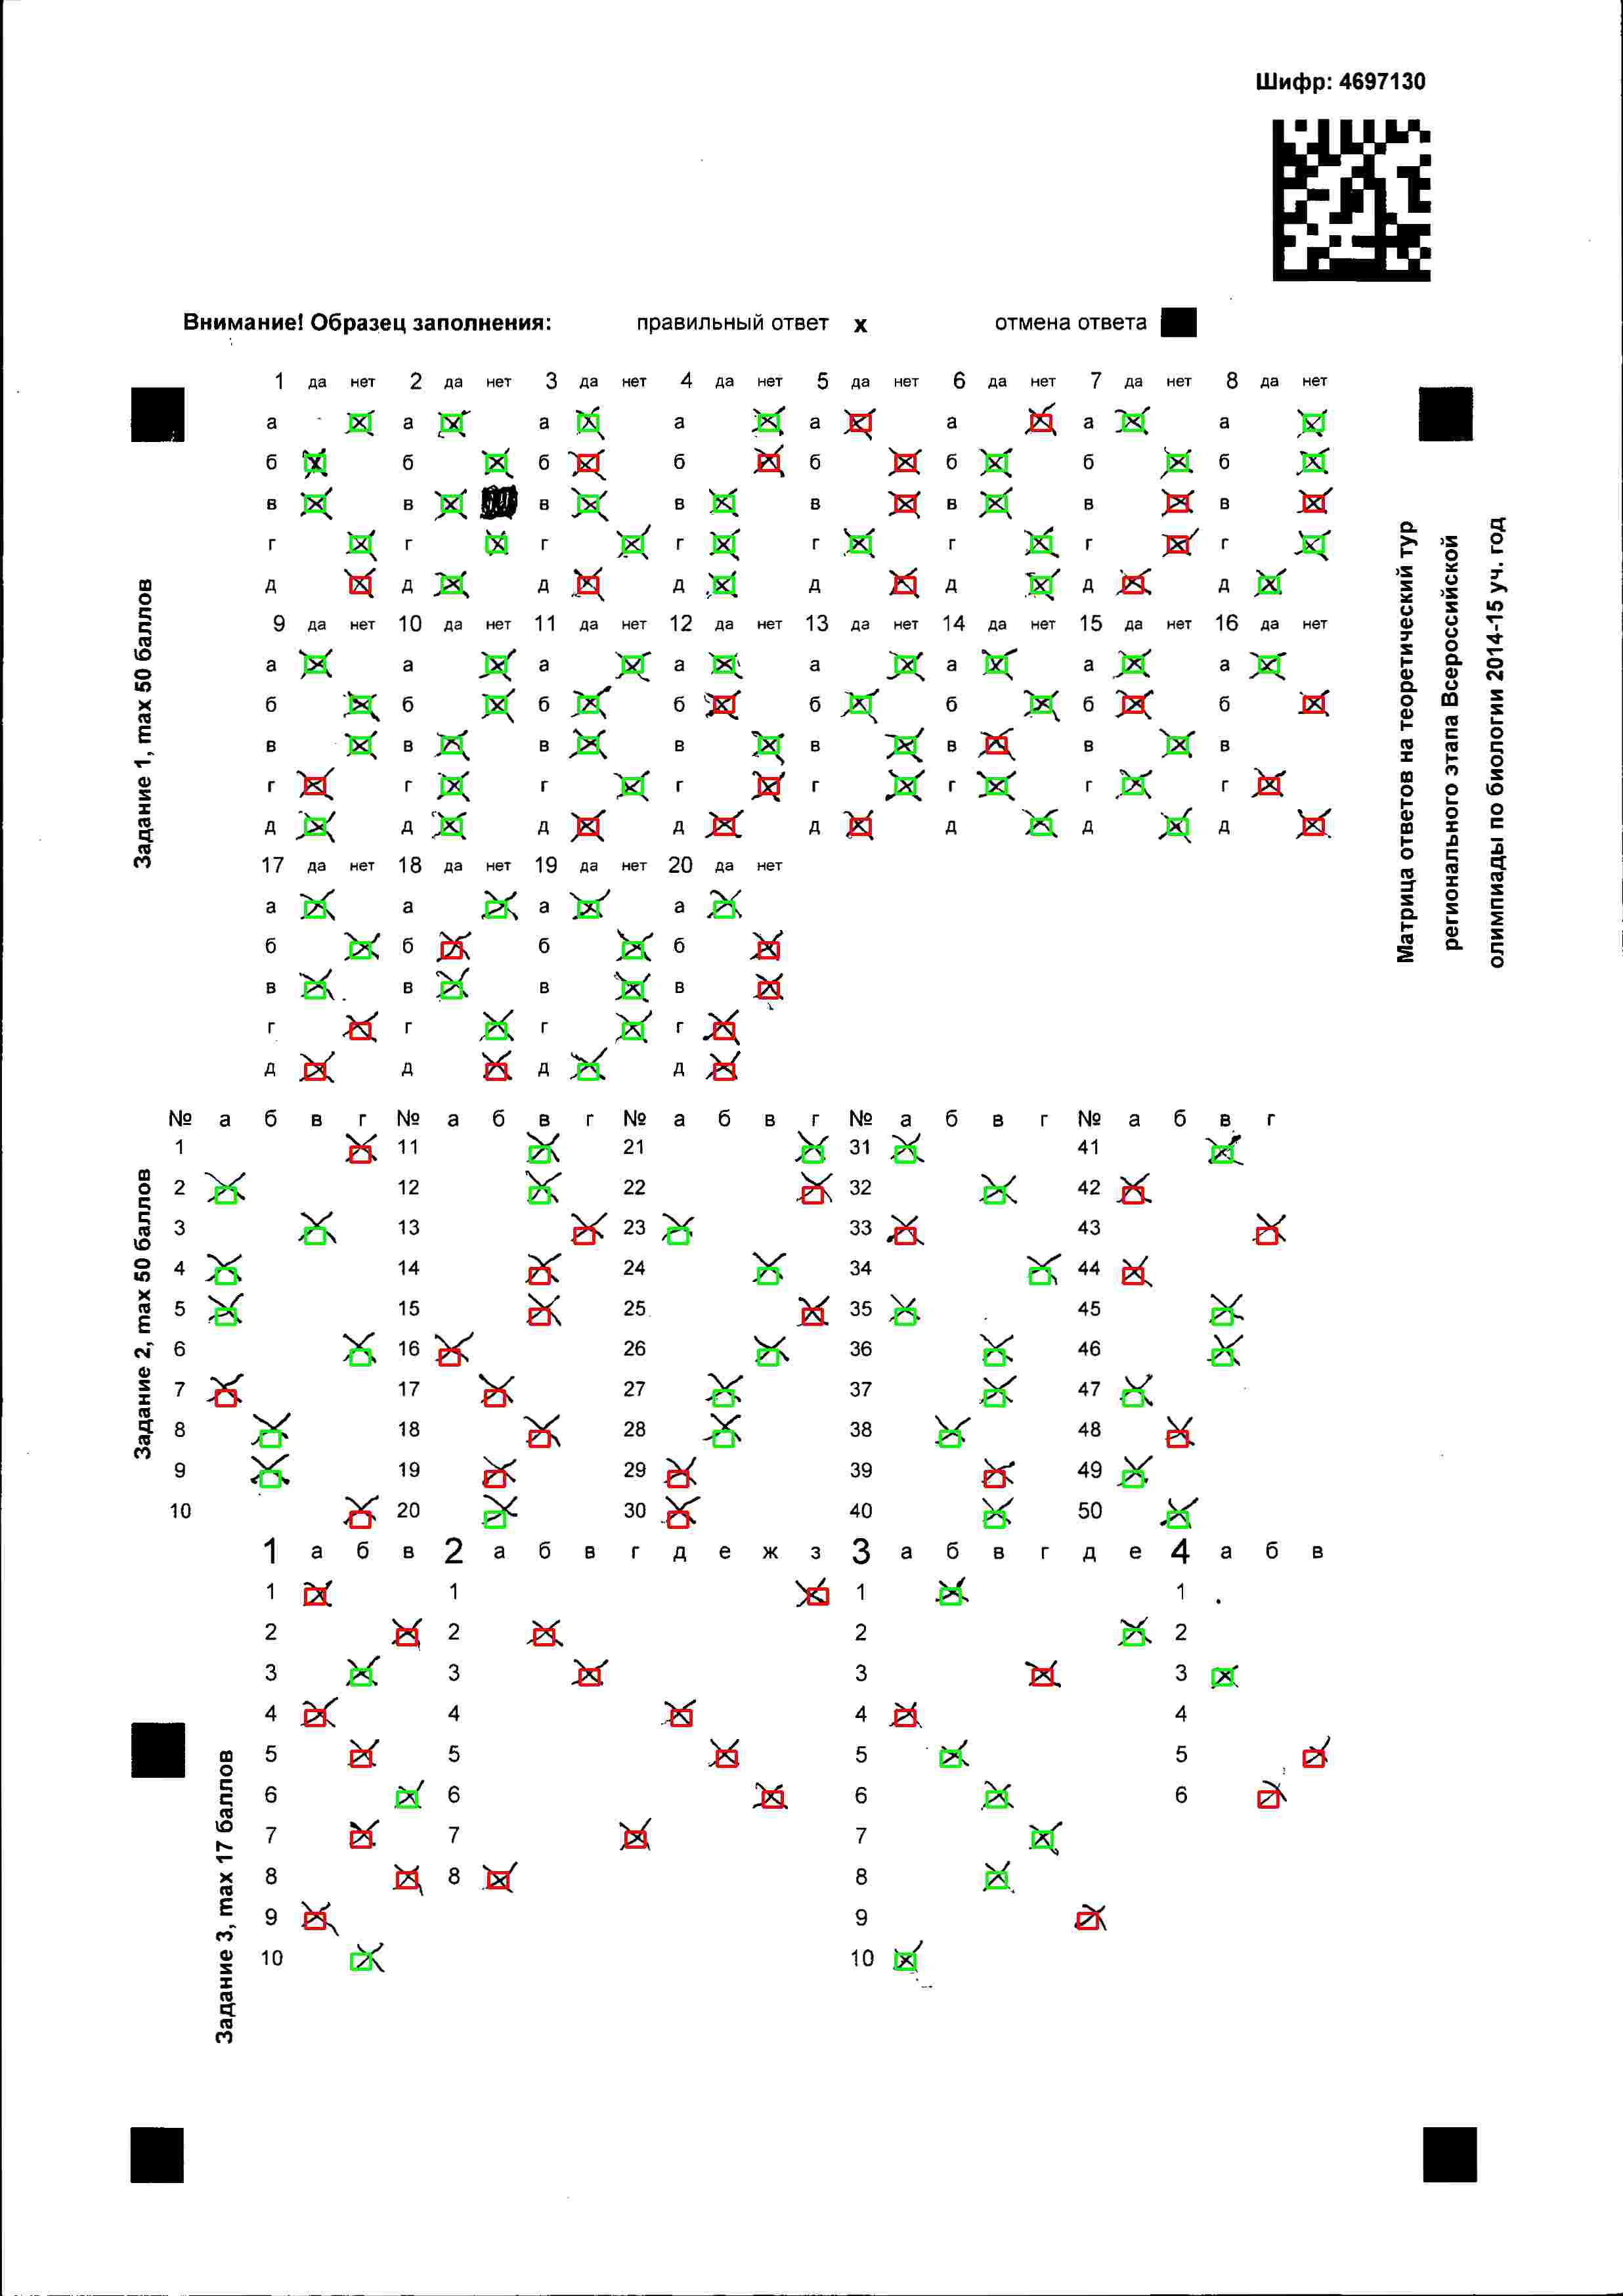 Шифр: 4697130
Внимание! Образец заполнения: правильный ответ х отмена ответа
1 да нет 2 да нет 3 да нет 4 да нет 5 да нет 6 да нет 7 да нет 8 да нет
а а а а а а а а
б б б б б б б б
в в в в в в в в
г г г г г г г г
д д д д д д д д
9 да нет 10 да нет 11 да нет 12 да нет 13 да нет 14 да нет 15 да нет 16 да нет
а а а а а а а а
б б б б б б б б
в в в в в в в в
г г г г г г г г
д д д д д д д д
17 да нет 18 да нет 19 да нет 20 да нет
а а а а
б б б б
в в в в
г г г г
д д д д
Задание 1, max 50 баллов
Матрица ответов на теоретический тур
регионального этапа Всероссийской
олимпиады по биологии 2014-15 уч. год
№ а б в г № а б в г № а б в г № а б в г № а б в г
1 11 21 31 41
2 12 22 32 42
3 13 23 33 43
4 14 24 34 44
5 15 25 35 45
6 16 26 36 46
7 17 27 37 47
8 18 28 38 48
9 19 29 39 49
10 20 30 40 50
Задание 2, max 50 баллов
1 а б в 2 а б в г д е ж з 3 а б в г д е 4 а б в
1 1 1 1
2 2 2 2
3 3 3 3
4 4 4 4
5 5 5 5
6 6 6 6
7 7 7
8 8 8
9 9
10 10
Задание 3, max 17 баллов